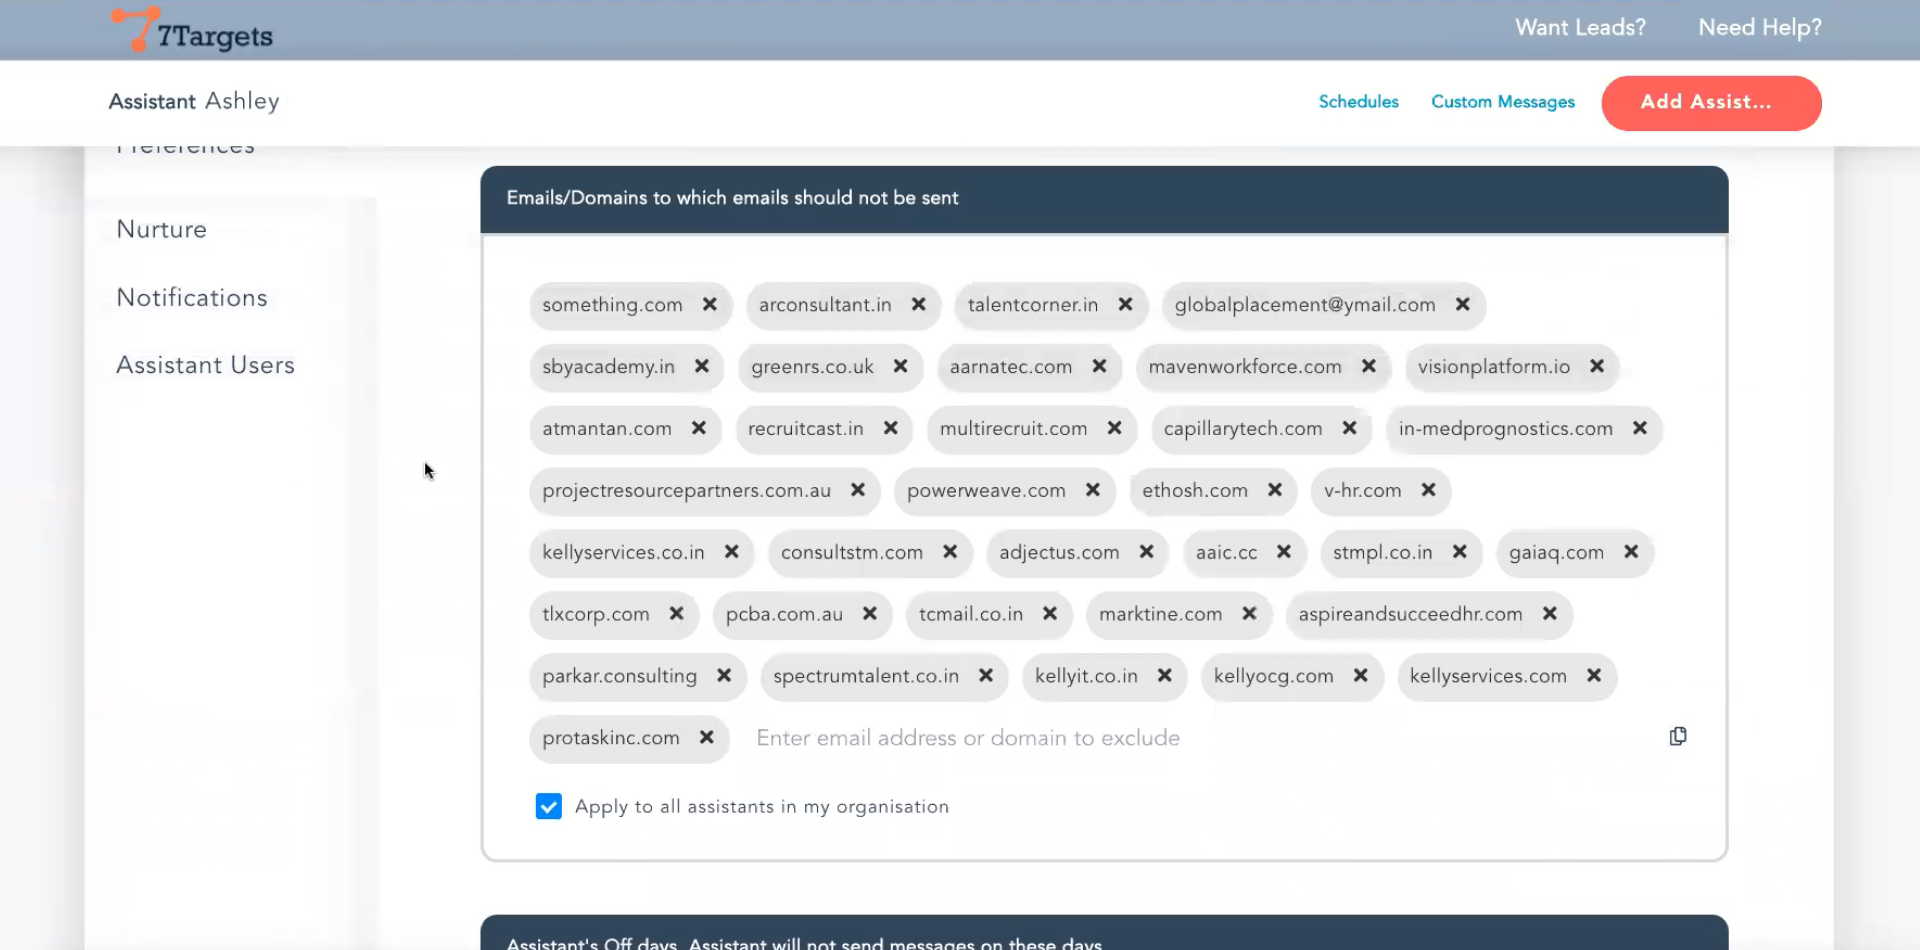 7Targets
Want Leads? Need Help?
Assistant Ashley
Schedules Custom Messages Add Assist...
Preferences
Nurture
Notifications
Assistant Users
Emails/Domains to which emails should not be sent
something.com arconsultant.in talentcorner.in globalplacement@ymail.com
sbyacademy.in greenrs.co.uk aarnatec.com mavenworkforce.com visionplatform.io
atmantan.com recruitcast.in multirecruit.com capillarytech.com in-medprognostics.com
projectresourcepartners.com.au powerweave.com ethosh.com v-hr.com
kellyservices.co.in consultstm.com adjectus.com aaic.cc stmpl.co.in gaiaq.com
tlxcorp.com pcba.com.au tcmail.co.in marktine.com aspireandsucceedhr.com
parkar.consulting spectrumtalent.co.in kellyit.co.in kellyocg.com kellyservices.com
protaskinc.com Enter email address or domain to exclude
Apply to all assistants in my organisation
Assistant's Off days. Assistant will not send messages on these days